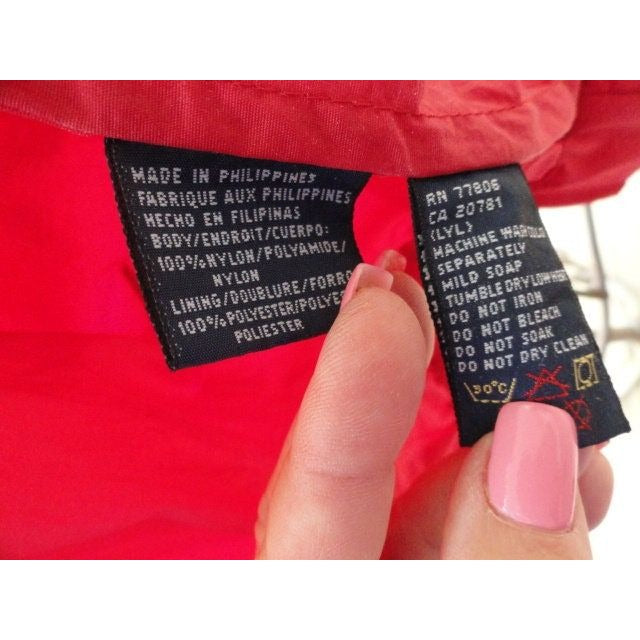 MADE IN PHILIPPINES
FABRIQUE AUX PHILIPPINES
HECHO EN FILIPINAS
BODY/ENDROIT/CUERPO:
100%NYLON/POLYAMIDE/
NYLON
LINING/DOUBLURE/FORRO
100%POLYESTER/POLYE
POLIESTER
RN 77806
CA 20781
(LYL)
MACHINE WASH
SEPARATELY
MILD SOAP
TUMBLE DRY LOW
DO NOT IRON
DO NOT BLEACH
DO NOT SOAK
DO NOT DRY CLEAN
30°C